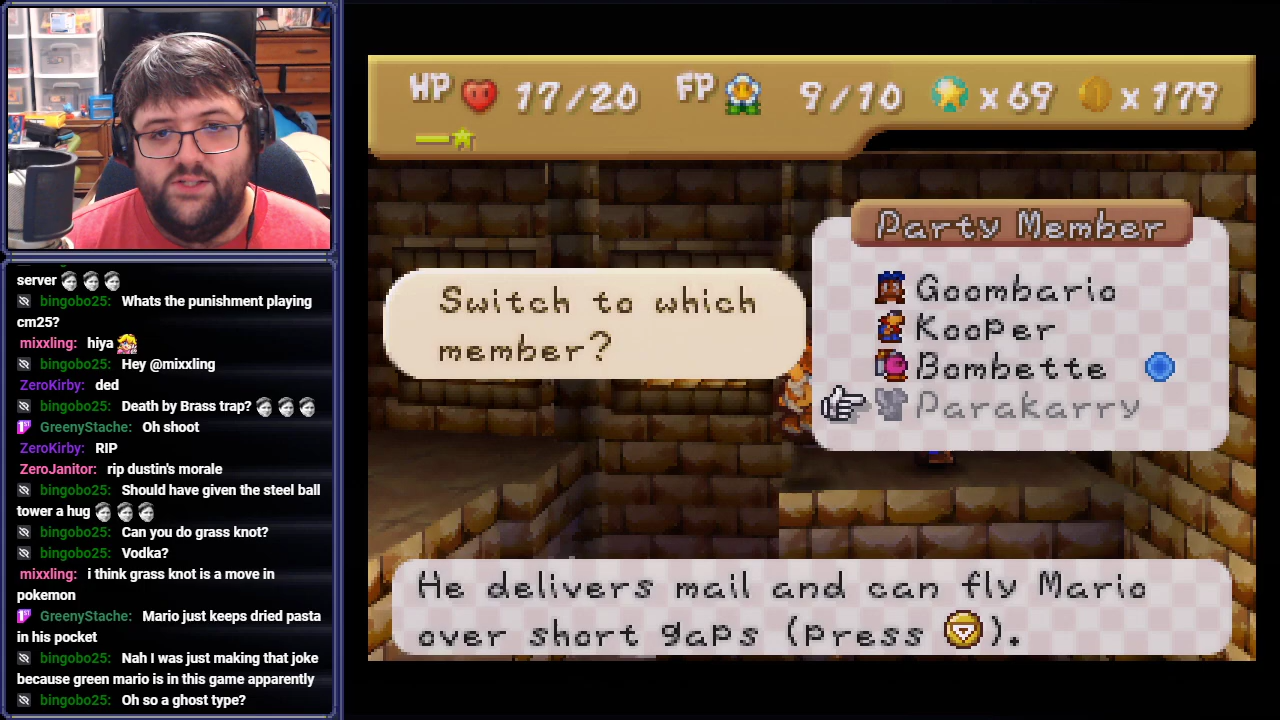 server
bingobo25: Whats the punishment playing
cm25?
mixxling: hiya
bingobo25: Hey @mixxling
ZeroKirby: ded
bingobo25: Death by Brass trap?
1st GreenyStache: Oh shoot
ZeroKirby: RIP
ZeroJanitor: rip dustin's morale
bingobo25: Should have given the steel ball
tower a hug
bingobo25: Can you do grass knot?
bingobo25: Vodka?
mixxling: i think grass knot is a move in
pokemon
1st GreenyStache: Mario just keeps dried pasta
in his pocket
bingobo25: Nah I was just making that joke
because green mario is in this game apparently
bingobo25: Oh so a ghost type?
HP 17/20 FP 9/10 x69 x179
Party Member
Goombario
Kooper
Bombette
Parakarry
Switch to which
member?
He delivers mail and can fly Mario
over short gaps (press ).